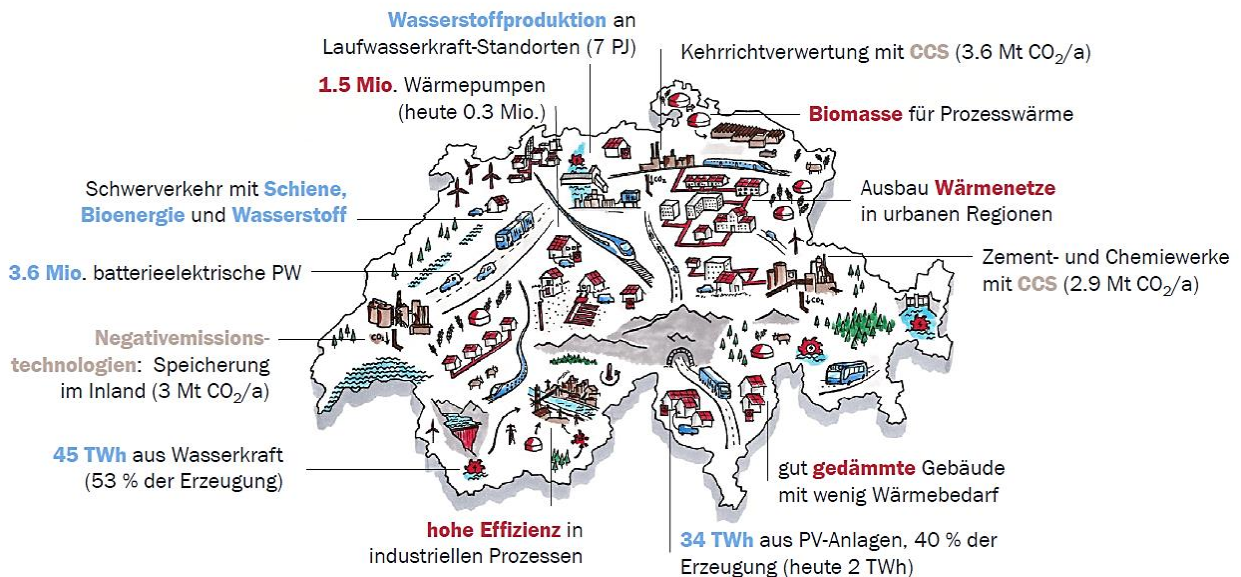 Wasserstoffproduktion an
Laufwasserkraft-Standorten (7 PJ)
Kehrrichtverwertung mit CCS (3.6 Mt CO₂/a)
1.5 Mio. Wärmepumpen
(heute 0.3 Mio.)
Biomasse für Prozesswärme
Schwerverkehr mit Schiene,
Bioenergie und Wasserstoff
Ausbau Wärmenetze
in urbanen Regionen
3.6 Mio. batterieelektrische PW
Zement- und Chemiewerke
mit CCS (2.9 Mt CO₂/a)
Negativemissions-
technologien: Speicherung
im Inland (3 Mt CO₂/a)
45 TWh aus Wasserkraft
(53 % der Erzeugung)
gut gedämmte Gebäude
mit wenig Wärmebedarf
hohe Effizienz in
industriellen Prozessen
34 TWh aus PV-Anlagen, 40 % der
Erzeugung (heute 2 TWh)
CO₂
CO₂
CO₂